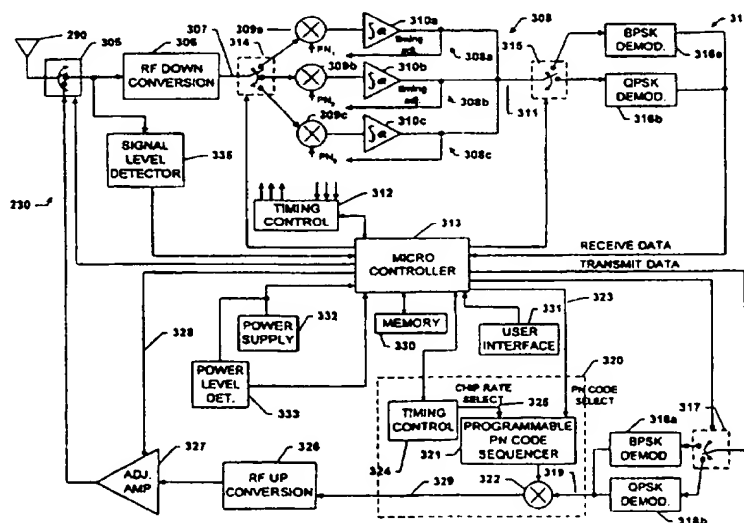 290
305
306
307
309a
314
310a
308
RF DOWN CONVERSION
PN₁
∫ dt
timing adj.
308a
315
BPSK DEMOD.
316a
309b
310b
PN₂
∫ dt
timing adj.
308b
311
QPSK DEMOD.
316b
309c
310c
∫ dt
308c
SIGNAL LEVEL DETECTOR
335
230
TIMING CONTROL
312
313
MICRO CONTROLLER
RECEIVE DATA
TRANSMIT DATA
323
328
POWER SUPPLY
332
MEMORY
330
USER INTERFACE
331
POWER LEVEL DET.
333
320
CHIP RATE SELECT
325
PN CODE SELECT
TIMING CONTROL
324
321
PROGRAMMABLE PN CODE SEQUENCER
317
BPSK DEMOD
QPSK DEMOD.
318b
327
ADJ. AMP
326
RF UP CONVERSION
329
322
319